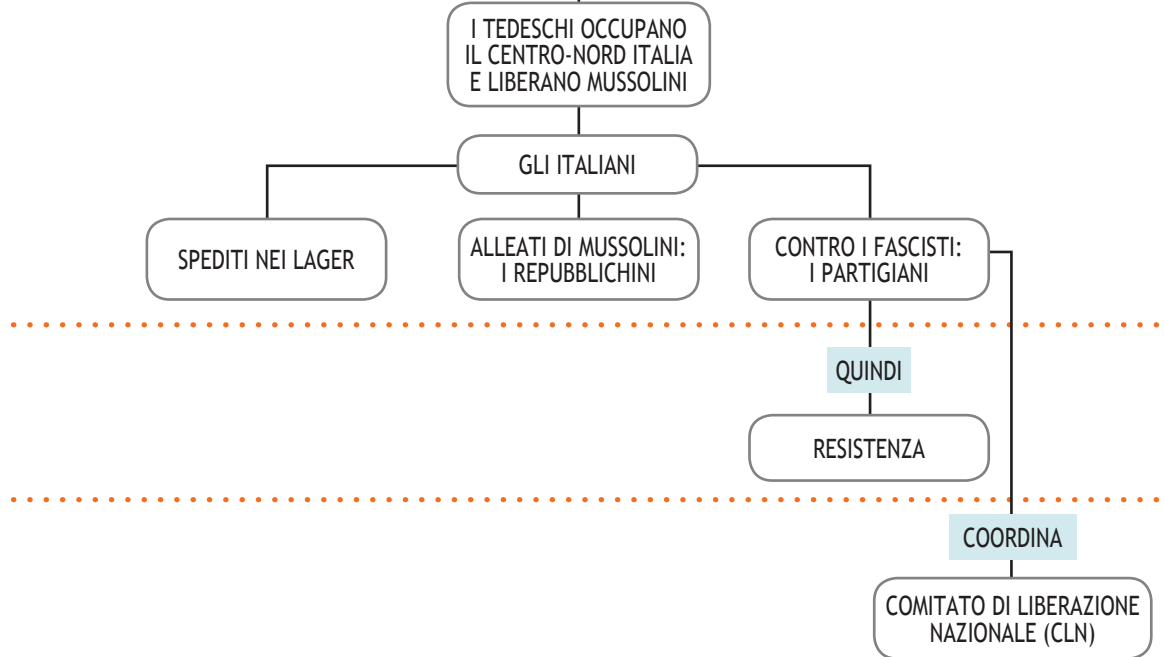 I TEDESCHI OCCUPANO
IL CENTRO-NORD ITALIA
E LIBERANO MUSSOLINI
GLI ITALIANI
SPEDITI NEI LAGER
ALLEATI DI MUSSOLINI:
I REPUBBLICHINI
CONTRO I FASCISTI:
I PARTIGIANI
QUINDI
RESISTENZA
COORDINA
COMITATO DI LIBERAZIONE
NAZIONALE (CLN)